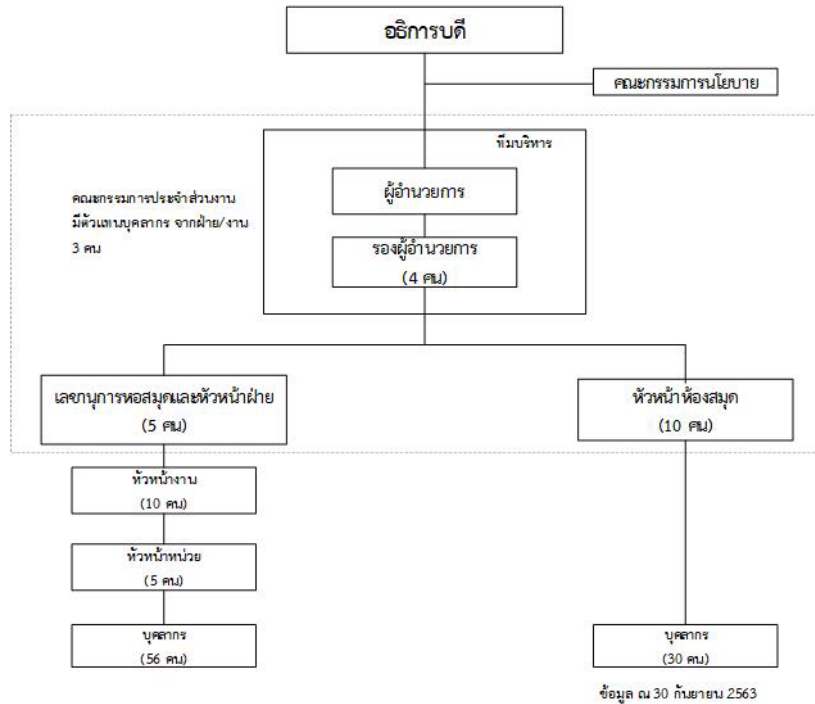 อธิการบดี
คณะกรรมการนโยบาย
ทีมบริหาร
ผู้อำนวยการ
คณะกรรมการประจำส่วนงาน
มีตัวแทนบุคลากร จากฝ่าย/งาน
3 คน
รองผู้อำนวยการ
(4 คน)
เลขานุการหอสมุดและหัวหน้าฝ่าย
(5 คน)
หัวหน้าห้องสมุด
(10 คน)
หัวหน้างาน
(10 คน)
หัวหน้าหน่วย
(5 คน)
บุคลากร
(56 คน)
บุคลากร
(30 คน)
ข้อมูล ณ 30 กันยายน 2563